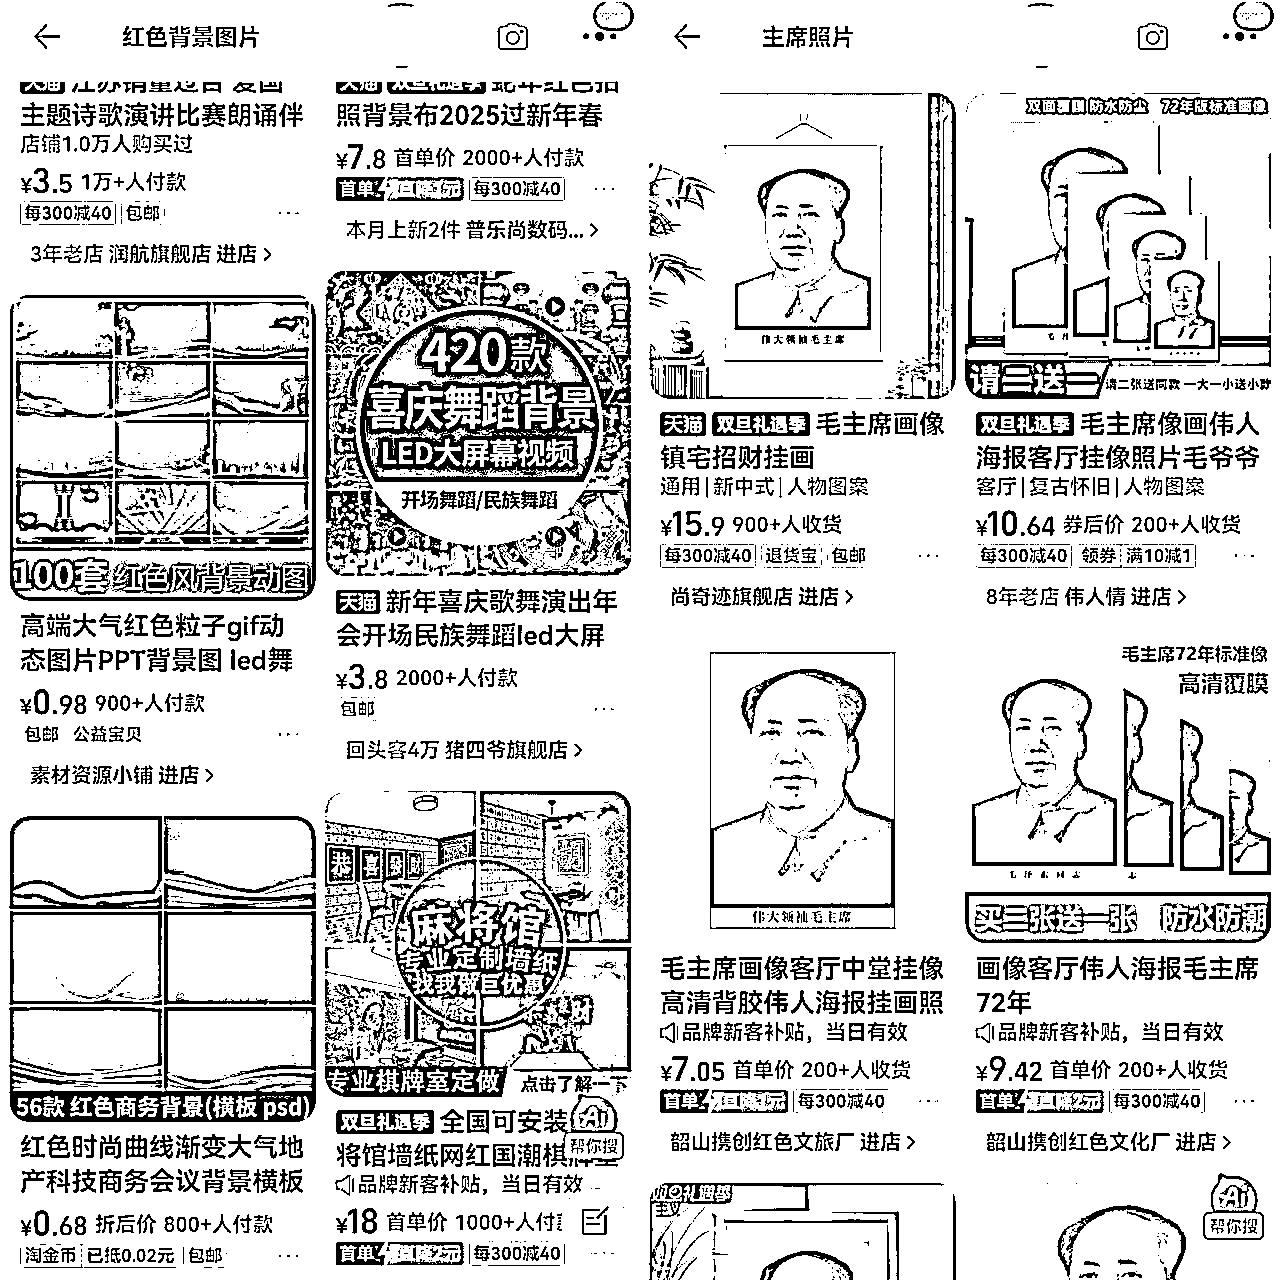 红色背景图片
主题诗歌演讲比赛朗诵伴
店铺1.0万人购买过
¥3.5 1万+人付款
每300减40 包邮
3年老店 润航旗舰店 进店 >
100套 红色风背景动图
高端大气红色粒子gif动
态图片PPT背景图 led舞
¥0.98 900+人付款
包邮 公益宝贝
素材资源小铺 进店 >
56款 红色商务背景(横板 psd)
红色时尚曲线渐变大气地
产科技商务会议背景横板
¥0.68 折后价 800+人付款
淘金币 已抵0.02元 包邮
天猫 双旦礼遇季 蛇年红色拍
照背景布2025过新年春
¥7.8 首单价 2000+人付款
首单 每300减40
本月上新2件 普乐尚数码... >
420款
喜庆舞蹈背景
LED大屏幕视频
开场舞蹈/民族舞蹈
天猫 新年喜庆歌舞演出年
会开场民族舞蹈led大屏
¥3.8 2000+人付款
包邮
回头客4万 猪四爷旗舰店 >
恭喜
麻将馆
专业定制墙纸
找我做巨优惠
专业棋牌室定做 点击了解一下
双旦礼遇季 全国可安装
将馆墙纸网红国潮棋牌室
品牌新客补贴，当日有效
¥18 首单价 1000+人付
首单 每300减40
Ai
帮你搜
主席照片
伟大领袖毛主席
天猫 双旦礼遇季 毛主席画像
镇宅招财挂画
通用 | 新中式 | 人物图案
¥15.9 900+人收货
每300减40 退货宝 包邮
尚奇迹旗舰店 进店 >
伟大领袖毛主席
毛主席画像客厅中堂挂像
高清背胶伟人海报挂画照
品牌新客补贴，当日有效
¥7.05 首单价 200+人收货
首单 每300减40
韶山携创红色文旅厂 进店 >
双面覆膜 防水防尘 72年版标准画像
请二送一 请二张送同款 一大一小送小
双旦礼遇季 毛主席像画伟人
海报客厅挂像照片毛爷爷
客厅 | 复古怀旧 | 人物图案
¥10.64 券后价 200+人收货
每300减40 领券 满10减1
8年老店 伟人情 进店 >
毛主席72年标准像
高清覆膜
买二张送一张 防水防潮
画像客厅伟人海报毛主席
72年
品牌新客补贴，当日有效
¥9.42 首单价 200+人收货
首单 每300减40
韶山携创红色文化厂 进店 >
Ai
帮你搜